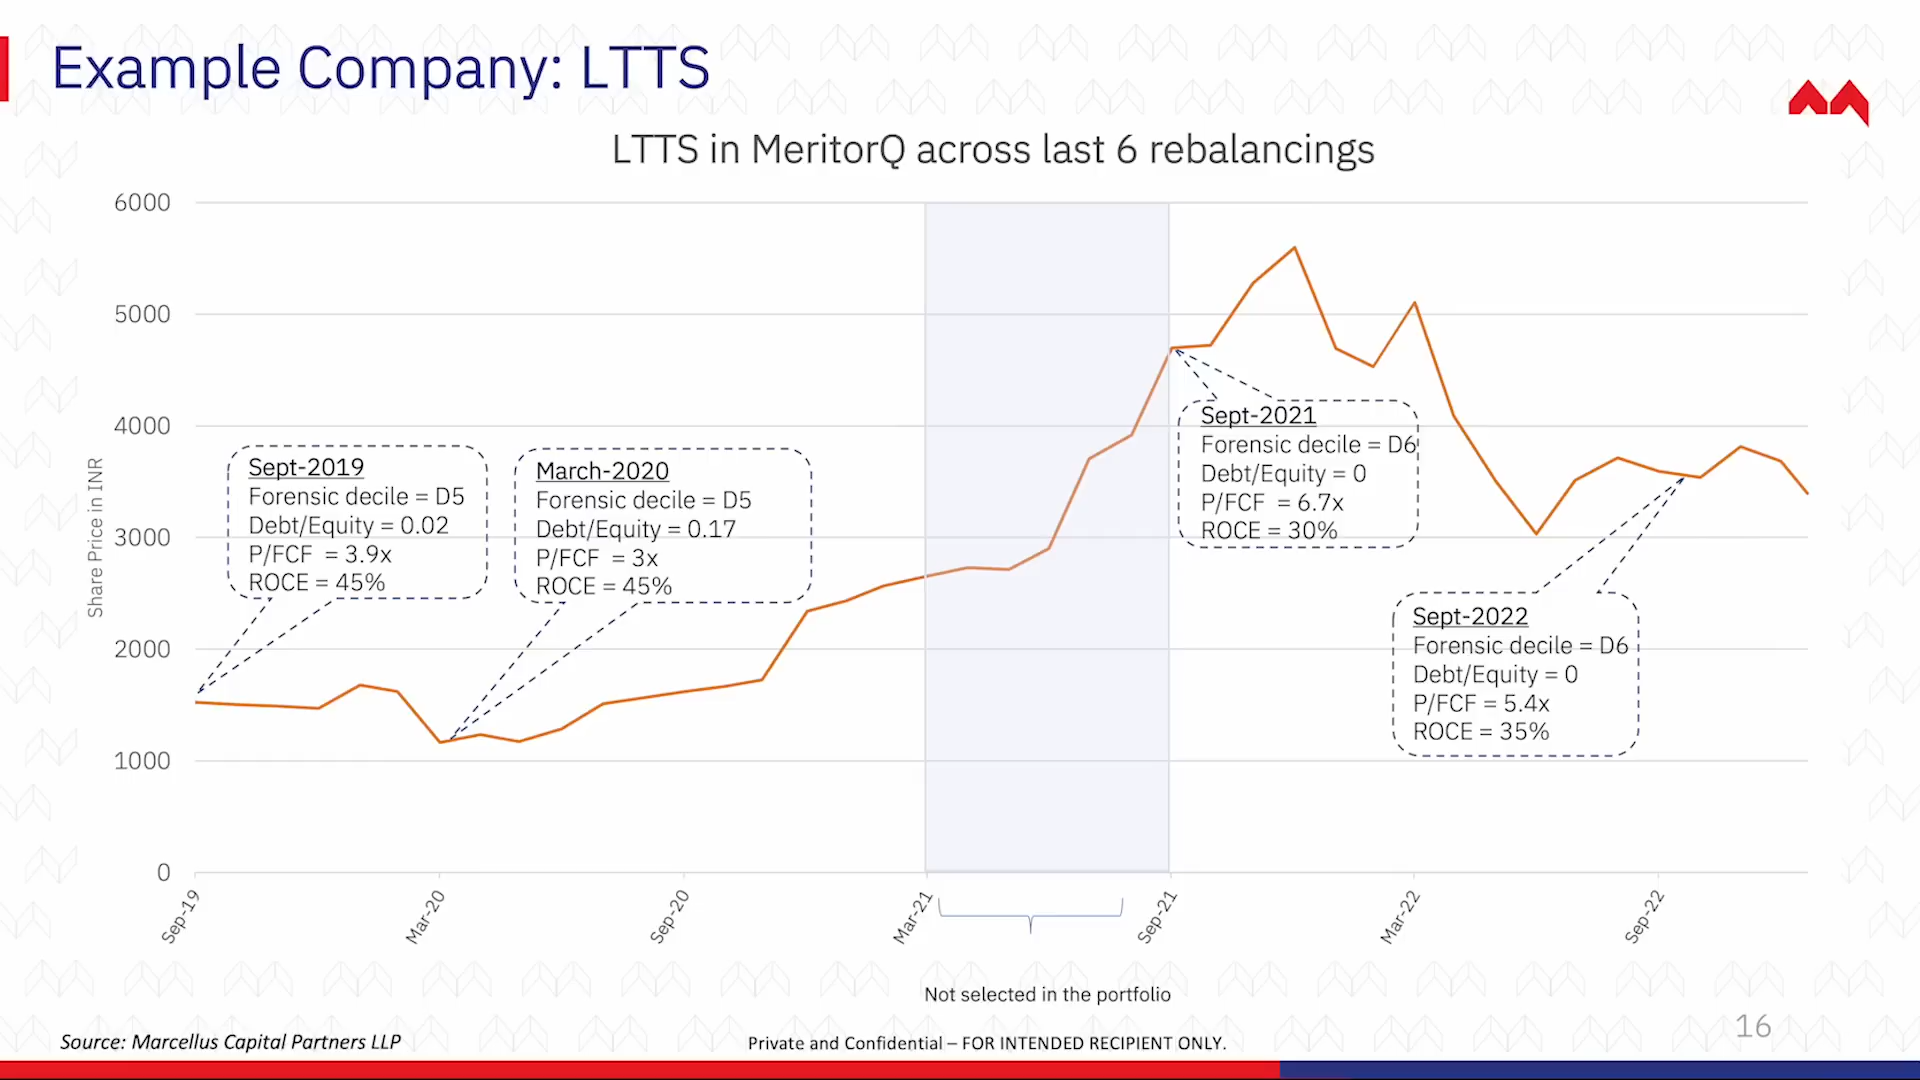 Example Company: LTTS
LTTS in MeritorQ across last 6 rebalancings
Share Price in INR
6000
5000
4000
3000
2000
1000
0
Sept-2019
Forensic decile = D5
Debt/Equity = 0.02
P/FCF = 3.9x
ROCE = 45%
March-2020
Forensic decile = D5
Debt/Equity = 0.17
P/FCF = 3x
ROCE = 45%
Sept-2021
Forensic decile = D6
Debt/Equity = 0
P/FCF = 6.7x
ROCE = 30%
Sept-2022
Forensic decile = D6
Debt/Equity = 0
P/FCF = 5.4x
ROCE = 35%
Sep-19
Mar-20
Sep-20
Mar-21
Sep-21
Mar-22
Sep-22
Not selected in the portfolio
16
Source: Marcellus Capital Partners LLP
Private and Confidential – FOR INTENDED RECIPIENT ONLY.